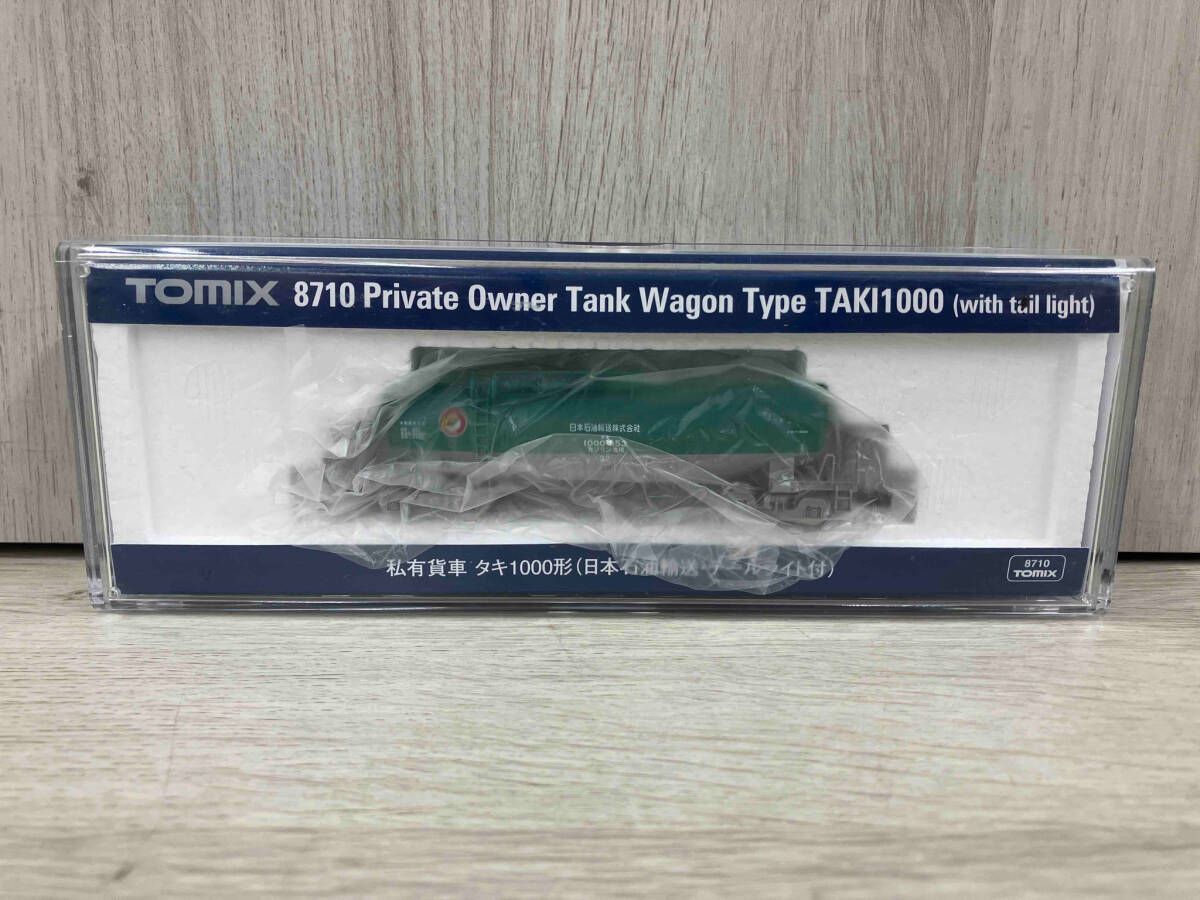 TOMIX 8710 Private Owner Tank Wagon Type TAKI1000 (with tail light)
日本石油輸送株式会社
私有貨車 タキ1000形(日本石油輸送 テールライト付)
8710
TOMIX